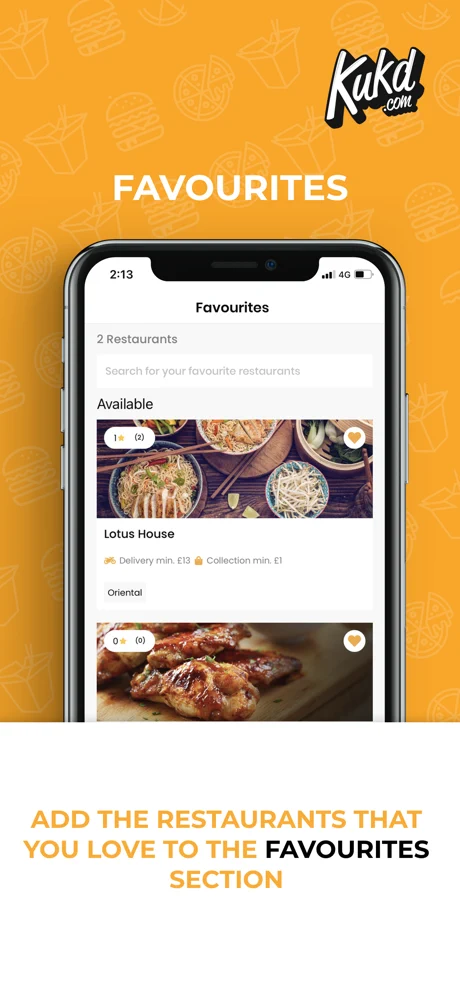 Kukd
.com
FAVOURITES
2:13
4G
Favourites
2 Restaurants
Search for your favourite restaurants
Available
1 (2)
Lotus House
Delivery min. £13 Collection min. £1
Oriental
0 (0)
ADD THE RESTAURANTS THAT
YOU LOVE TO THE FAVOURITES
SECTION